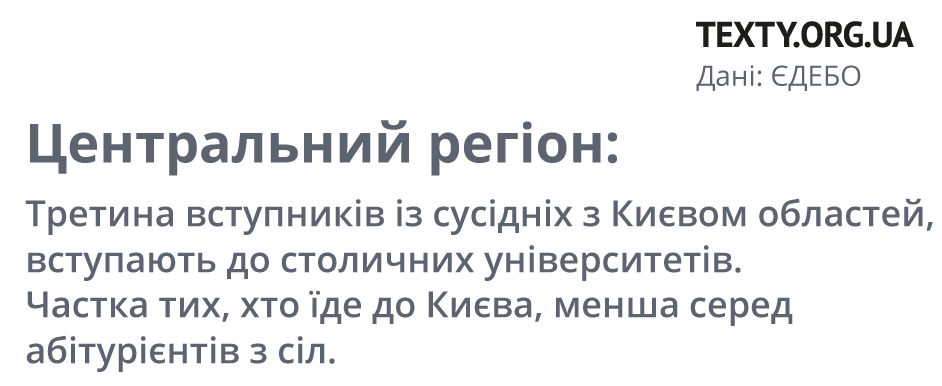 TEXTY.ORG.UA
Дані: ЄДЕБО
Центральний регіон:
Третина вступників із сусідніх з Києвом областей,
вступають до столичних університетів.
Частка тих, хто їде до Києва, менша серед
абітурієнтів з сіл.